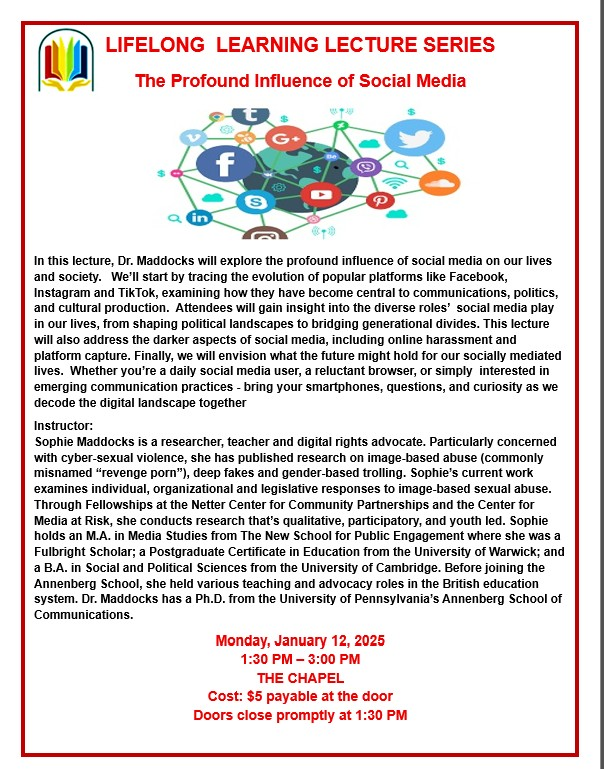 LIFELONG  LEARNING LECTURE SERIES
The Profound Influence of Social Media
t
G+
v
f
Bē
S
in
In this lecture, Dr. Maddocks will explore the profound influence of social media on our lives
and society.   We’ll start by tracing the evolution of popular platforms like Facebook,
Instagram and TikTok, examining how they have become central to communications, politics,
and cultural production.  Attendees will gain insight into the diverse roles’  social media play
in our lives, from shaping political landscapes to bridging generational divides. This lecture
will also address the darker aspects of social media, including online harassment and
platform capture. Finally, we will envision what the future might hold for our socially mediated
lives.  Whether you’re a daily social media user, a reluctant browser, or simply  interested in
emerging communication practices - bring your smartphones, questions, and curiosity as we
decode the digital landscape together
Instructor:
Sophie Maddocks is a researcher, teacher and digital rights advocate. Particularly concerned
with cyber-sexual violence, she has published research on image-based abuse (commonly
misnamed “revenge porn”), deep fakes and gender-based trolling. Sophie’s current work
examines individual, organizational and legislative responses to image-based sexual abuse.
Through Fellowships at the Netter Center for Community Partnerships and the Center for
Media at Risk, she conducts research that’s qualitative, participatory, and youth led. Sophie
holds an M.A. in Media Studies from The New School for Public Engagement where she was a
Fulbright Scholar; a Postgraduate Certificate in Education from the University of Warwick; and
a B.A. in Social and Political Sciences from the University of Cambridge. Before joining the
Annenberg School, she held various teaching and advocacy roles in the British education
system. Dr. Maddocks has a Ph.D. from the University of Pennsylvania’s Annenberg School of
Communications.
Monday, January 12, 2025
1:30 PM – 3:00 PM
THE CHAPEL
Cost: $5 payable at the door
Doors close promptly at 1:30 PM